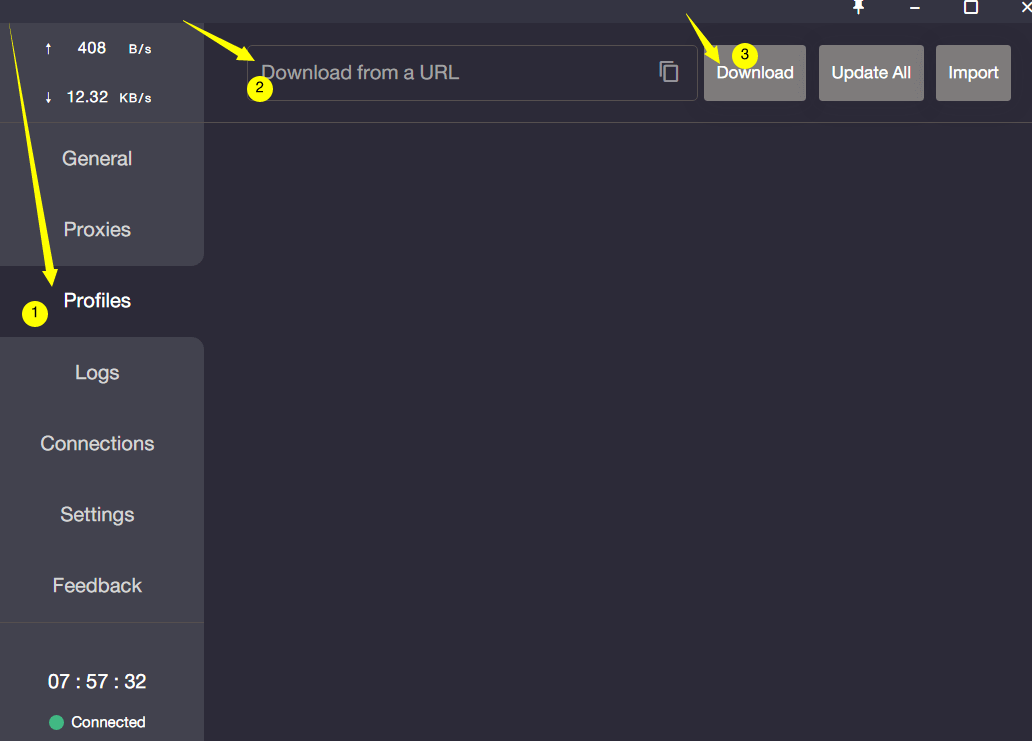 ↑ 408 B/s
↓ 12.32 KB/s
General
Proxies
Profiles
1
Logs
Connections
Settings
Feedback
07 : 57 : 32
Connected
Download from a URL
2
Download
3
Update All
Import